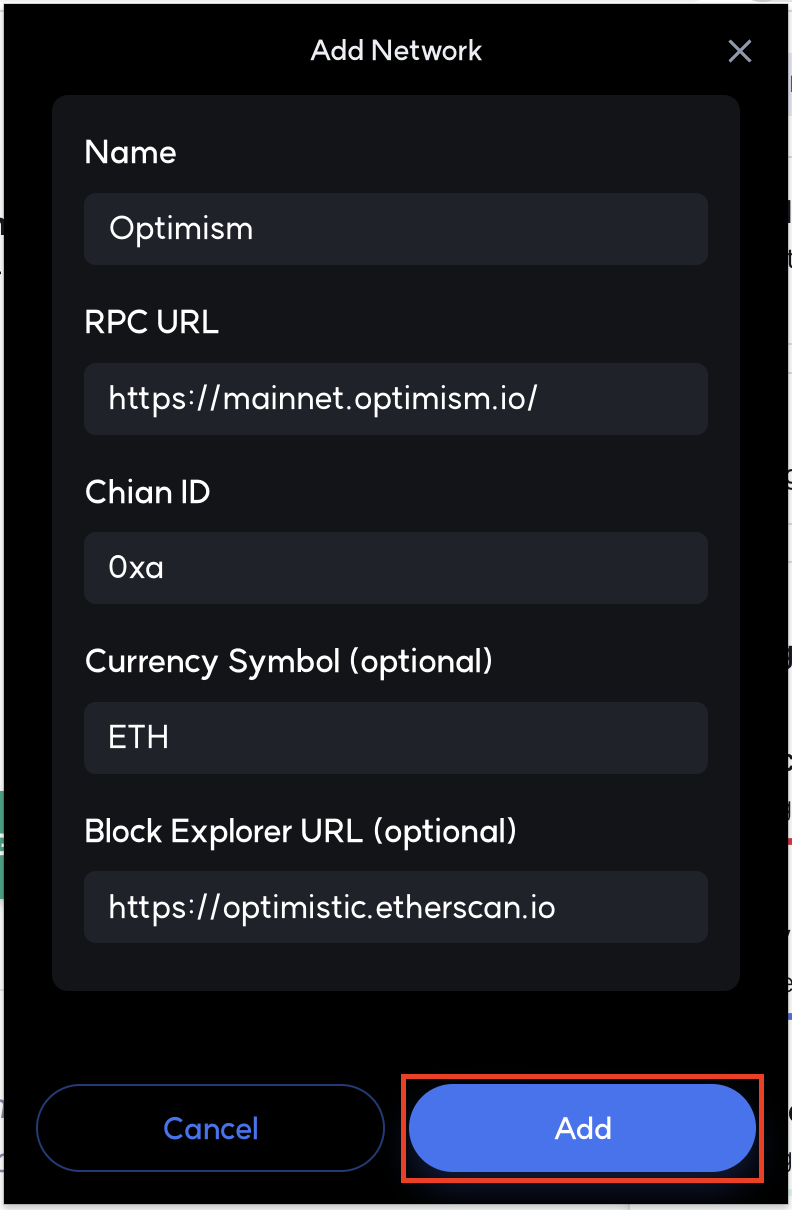 Add Network
Name
Optimism
RPC URL
https://mainnet.optimism.io/
Chian ID
0xa
Currency Symbol (optional)
ETH
Block Explorer URL (optional)
https://optimistic.etherscan.io
Cancel
Add